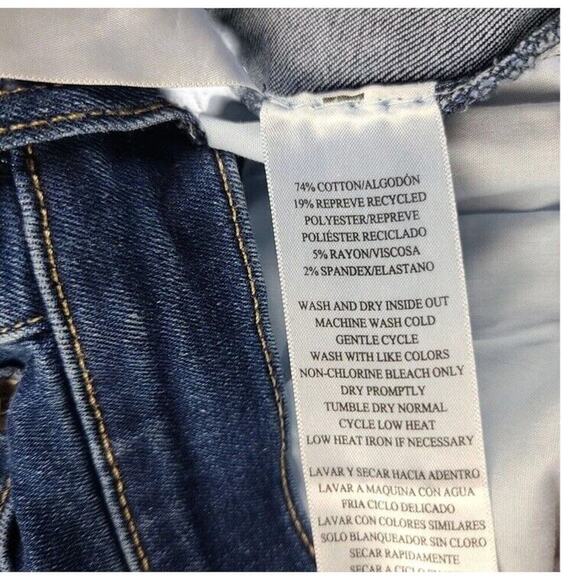 74% COTTON/ALGODÓN
19% REPREVE RECYCLED
POLYESTER/REPREVE
POLIÉSTER RECICLADO
5% RAYON/VISCOSA
2% SPANDEX/ELASTANO
WASH AND DRY INSIDE OUT
MACHINE WASH COLD
GENTLE CYCLE
WASH WITH LIKE COLORS
NON-CHLORINE BLEACH ONLY
DRY PROMPTLY
TUMBLE DRY NORMAL
CYCLE LOW HEAT
LOW HEAT IRON IF NECESSARY
LAVAR Y SECAR HACIA ADENTRO
LAVAR A MAQUINA CON AGUA
FRIA CICLO DELICADO
LAVAR CON COLORES SIMILARES
SOLO BLANQUEADOR SIN CLORO
SECAR RAPIDAMENTE
SECAR A CICLO